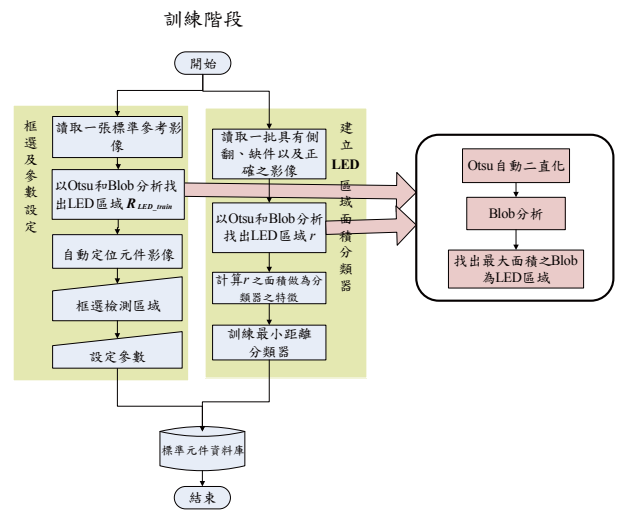 訓練階段
開始
框選及參數設定
讀取一張標準參考影
像
以Otsu和Blob分析找
出LED區域 R LED_train
自動定位元件影像
框選檢測區域
設定參數
建立LED區域面積分類器
讀取一批具有側
翻、缺件以及正
確之影像
以Otsu和Blob分析
找出LED區域 r
計算r 之面積做為分
類器之特徵
訓練最小距離
分類器
標準元件資料庫
結束
Otsu自動二直化
Blob分析
找出最大面積之Blob
為LED區域